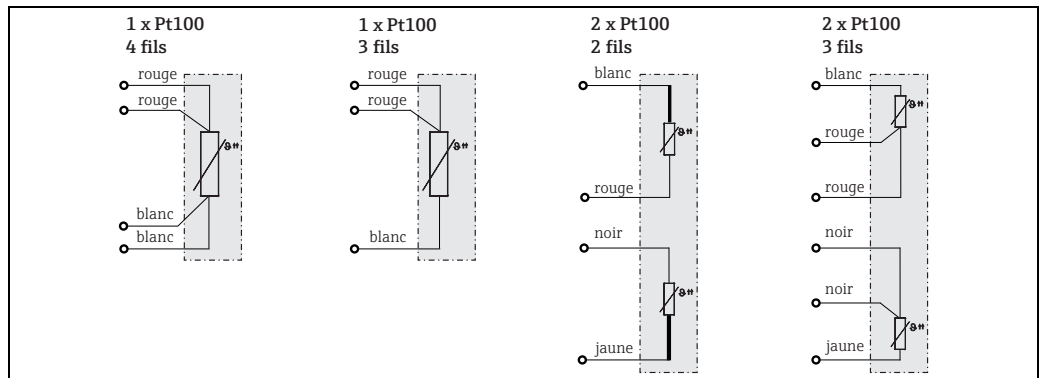 1 x Pt100
4 fils
rouge
rouge
blanc
blanc
ϑ
1 x Pt100
3 fils
rouge
rouge
blanc
ϑ
2 x Pt100
2 fils
blanc
rouge
noir
jaune
ϑ
ϑ
2 x Pt100
3 fils
blanc
rouge
rouge
noir
noir
jaune
ϑ
ϑ